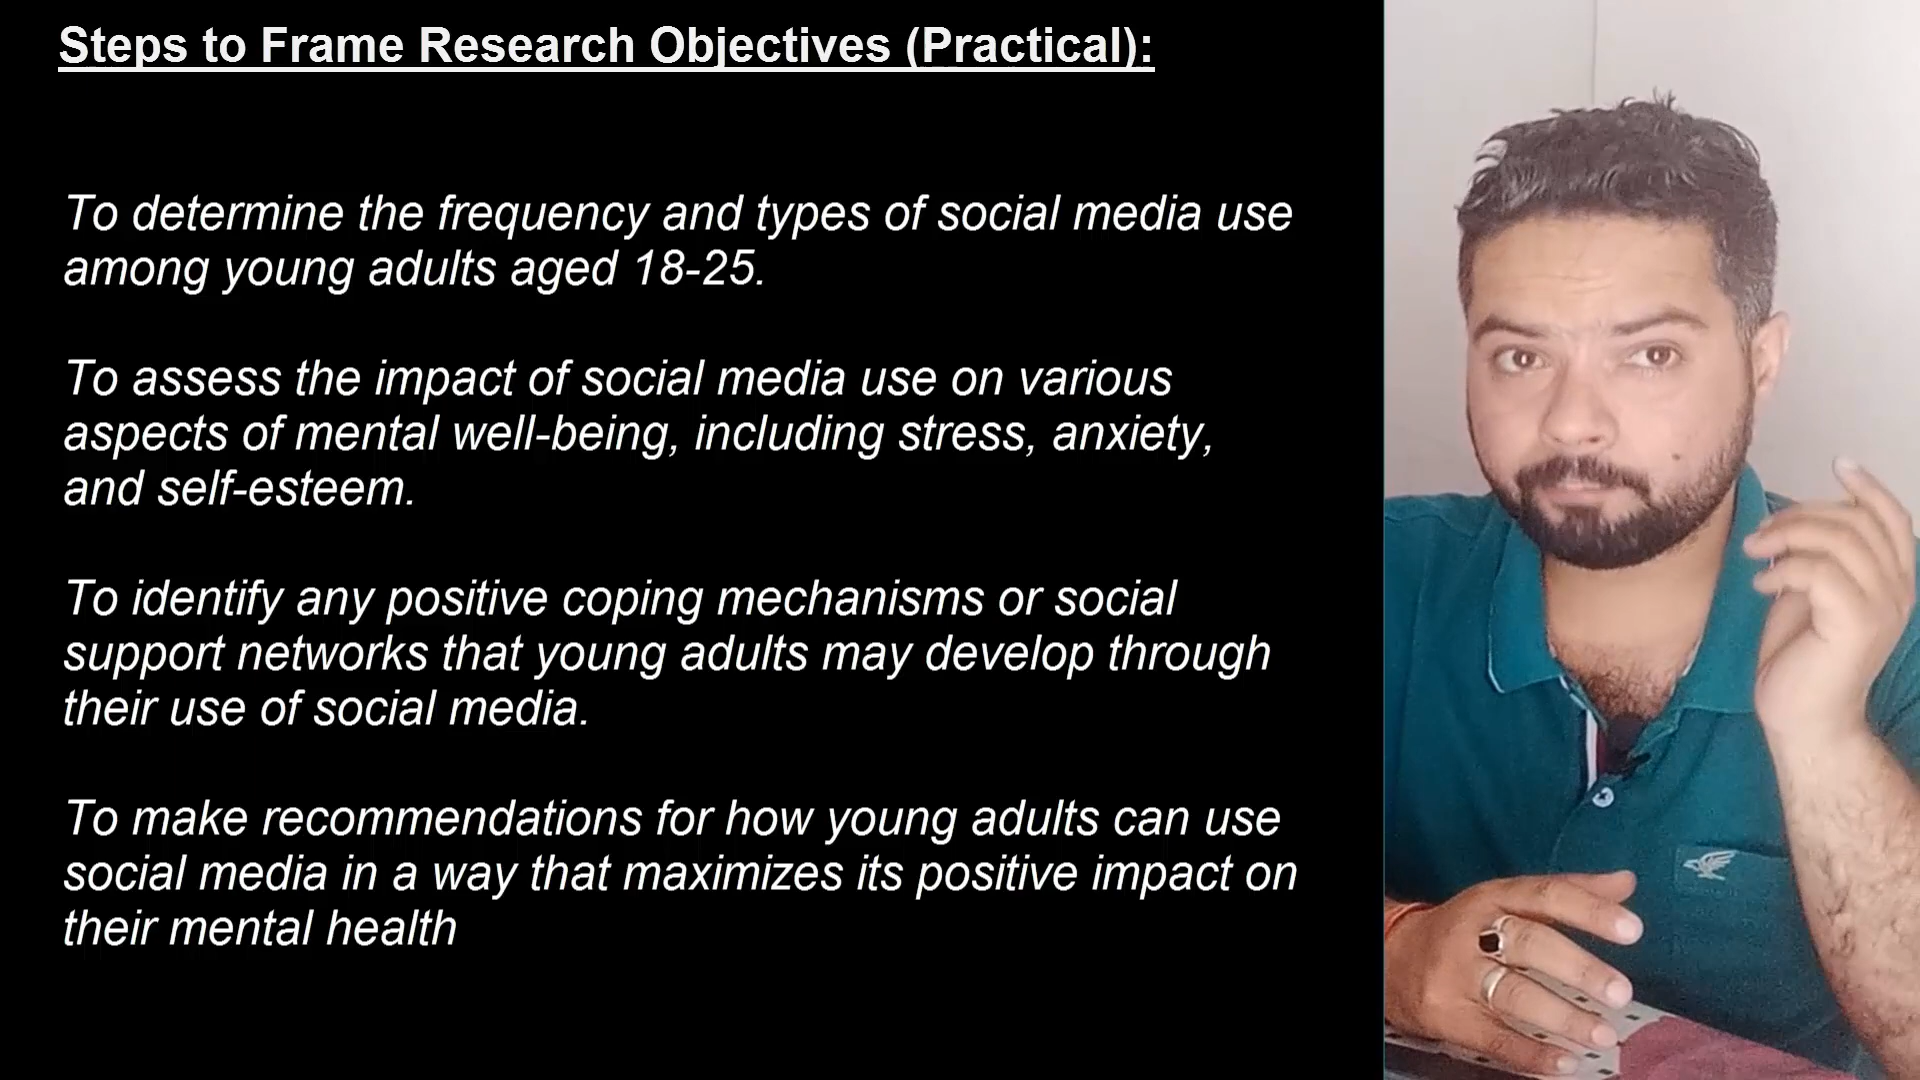 Steps to Frame Research Objectives (Practical):
To determine the frequency and types of social media use
among young adults aged 18-25.
To assess the impact of social media use on various
aspects of mental well-being, including stress, anxiety,
and self-esteem.
To identify any positive coping mechanisms or social
support networks that young adults may develop through
their use of social media.
To make recommendations for how young adults can use
social media in a way that maximizes its positive impact on
their mental health